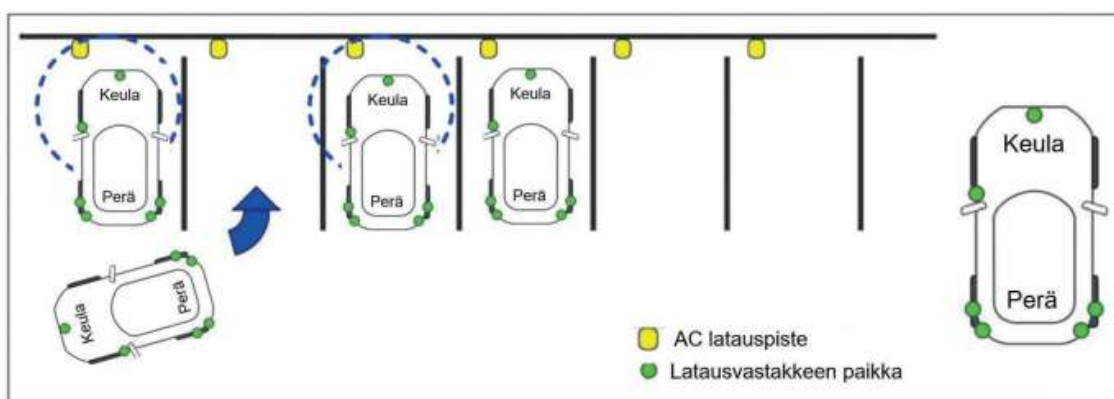 Keula
Perä
Keula
Perä
Keula
Perä
Keula
Perä
Keula
Perä
AC latauspiste
Latausvastakkeen paikka